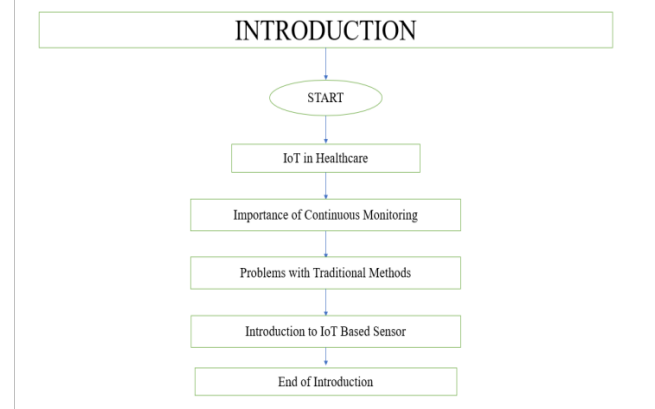 INTRODUCTION
START
IoT in Healthcare
Importance of Continuous Monitoring
Problems with Traditional Methods
Introduction to IoT Based Sensor
End of Introduction